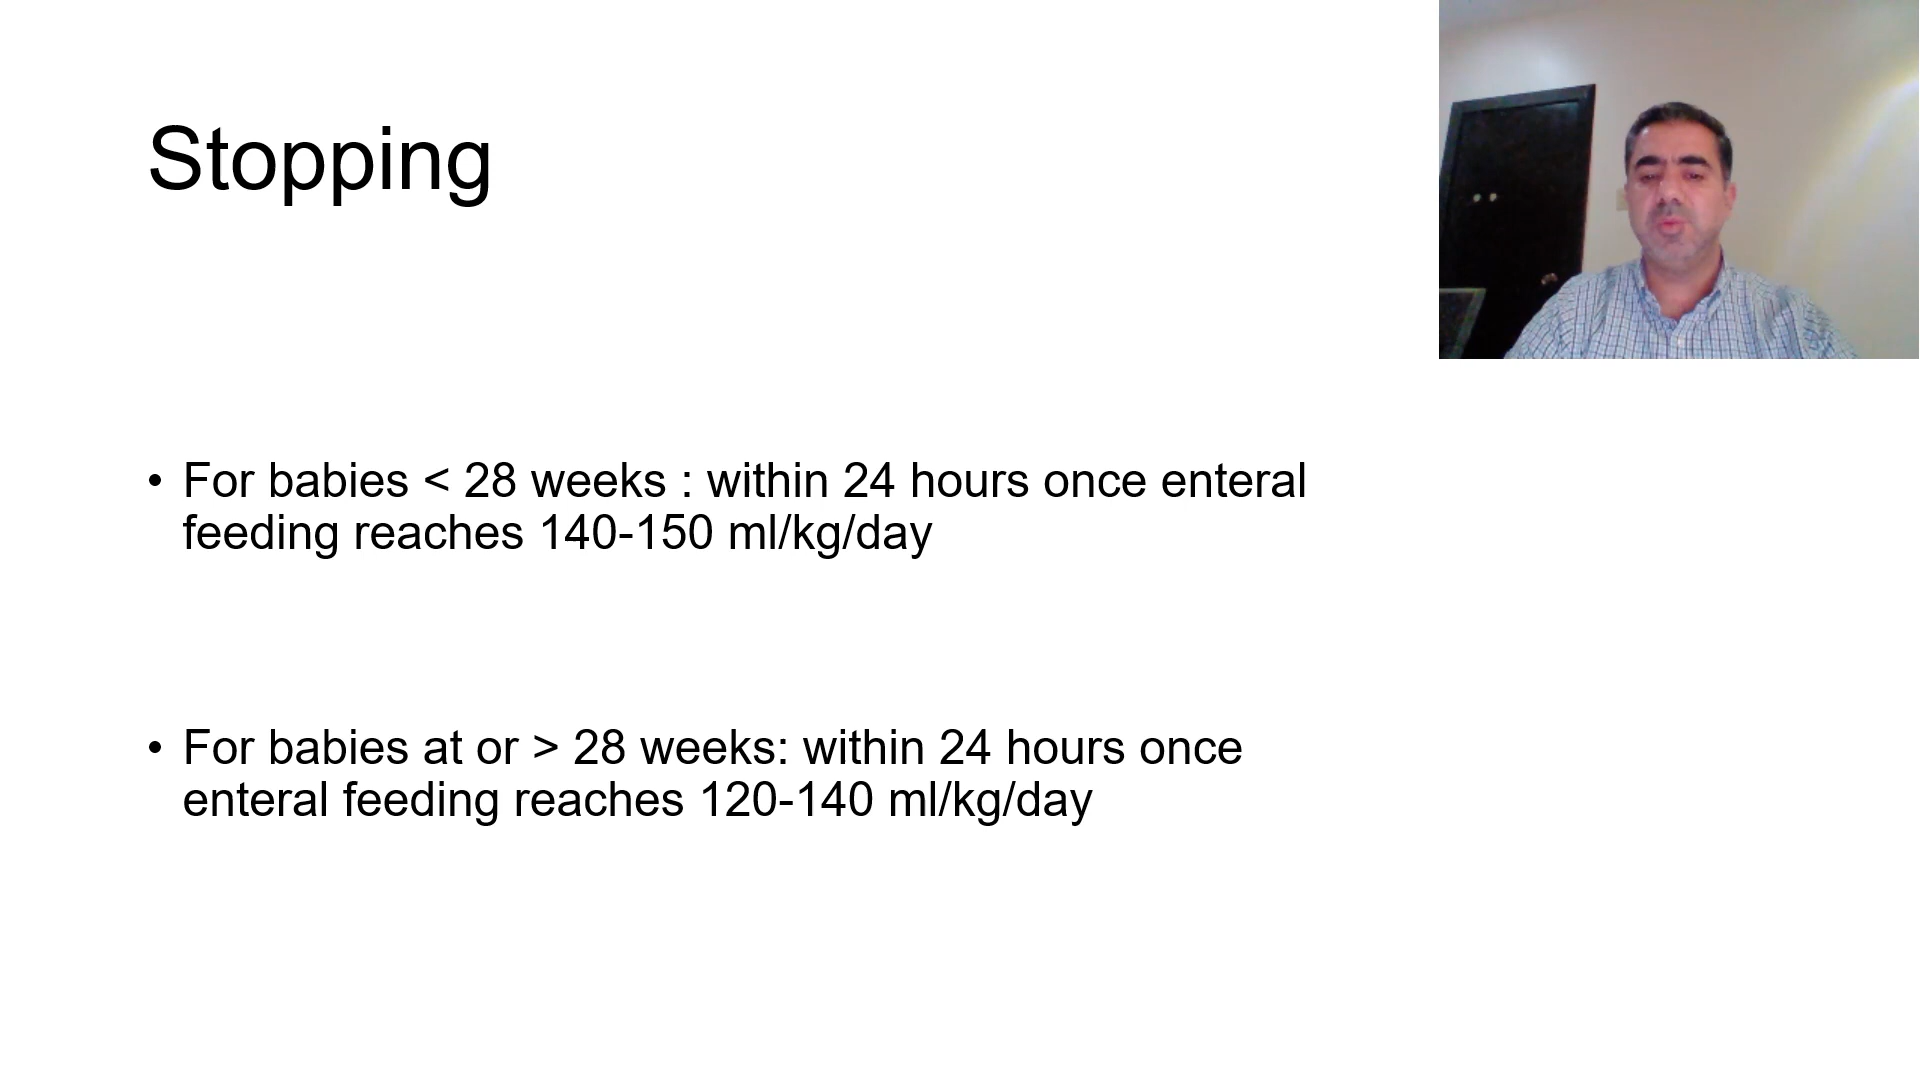 Stopping
• For babies < 28 weeks : within 24 hours once enteral
feeding reaches 140-150 ml/kg/day
• For babies at or > 28 weeks: within 24 hours once
enteral feeding reaches 120-140 ml/kg/day